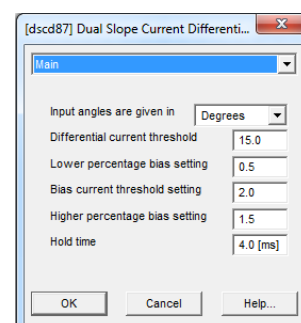 [dscd87] Dual Slope Current Differenti...
Main
Input angles are given in Degrees
Differential current threshold 15.0
Lower percentage bias setting 0.5
Bias current threshold setting 2.0
Higher percentage bias setting 1.5
Hold time 4.0 [ms]
OK Cancel Help...